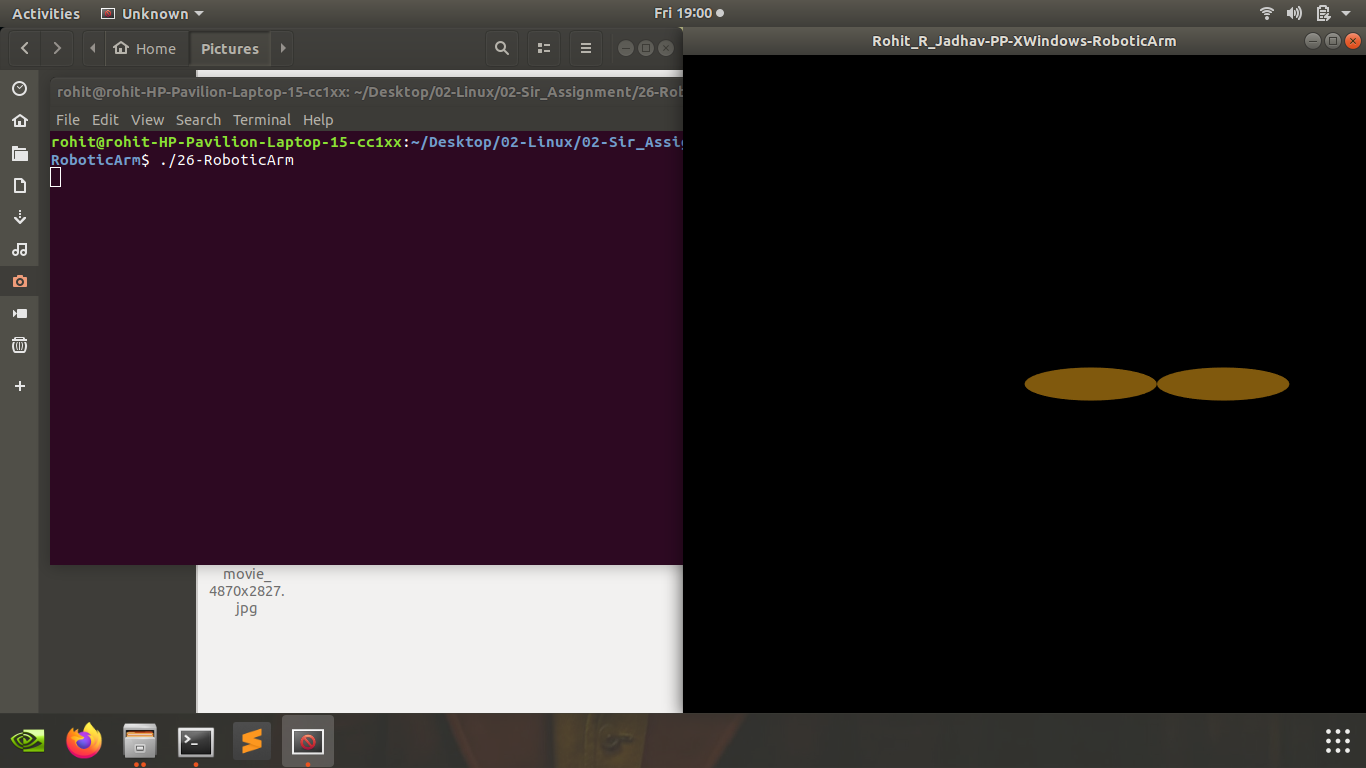 Activities Unknown Fri 19:00
Home Pictures
Rohit_R_Jadhav-PP-XWindows-RoboticArm
rohit@rohit-HP-Pavilion-Laptop-15-cc1xx: ~/Desktop/02-Linux/02-Sir_Assignment/26-Rob
File Edit View Search Terminal Help
rohit@rohit-HP-Pavilion-Laptop-15-cc1xx:~/Desktop/02-Linux/02-Sir_Assig
RoboticArm$ ./26-RoboticArm
movie_
4870x2827.
jpg